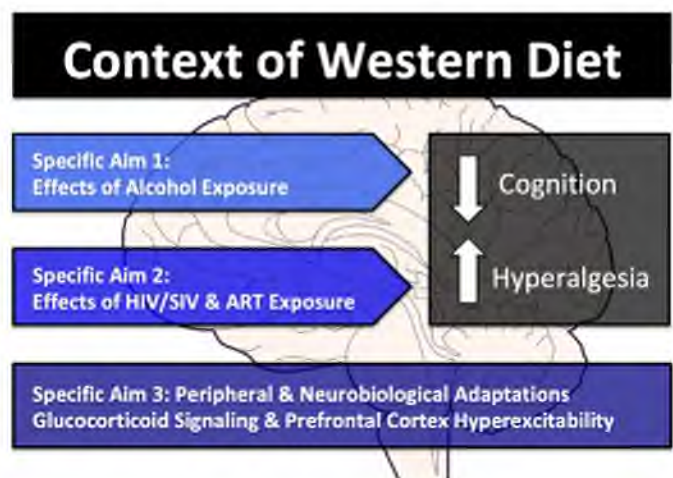 Context of Western Diet
Specific Aim 1:
Effects of Alcohol Exposure
Cognition
Specific Aim 2:
Effects of HIV/SIV & ART Exposure
Hyperalgesia
Specific Aim 3: Peripheral & Neurobiological Adaptations
Glucocorticoid Signaling & Prefrontal Cortex Hyperexcitability